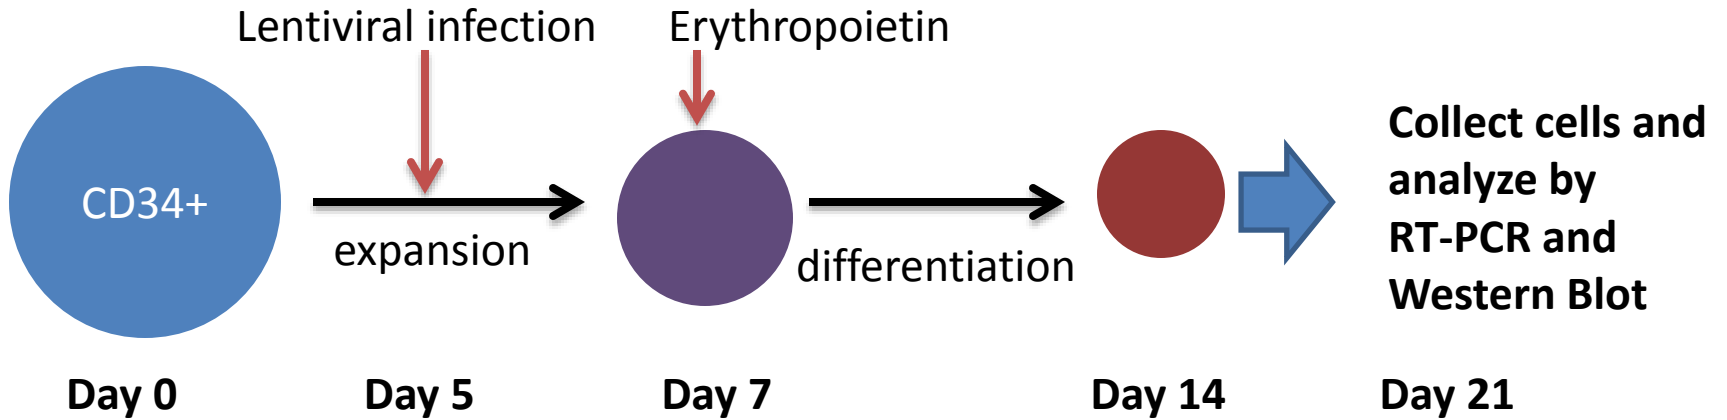 Lentiviral infection
Erythropoietin
CD34+
expansion
differentiation
Collect cells and
analyze by
RT-PCR and
Western Blot
Day 0
Day 5
Day 7
Day 14
Day 21